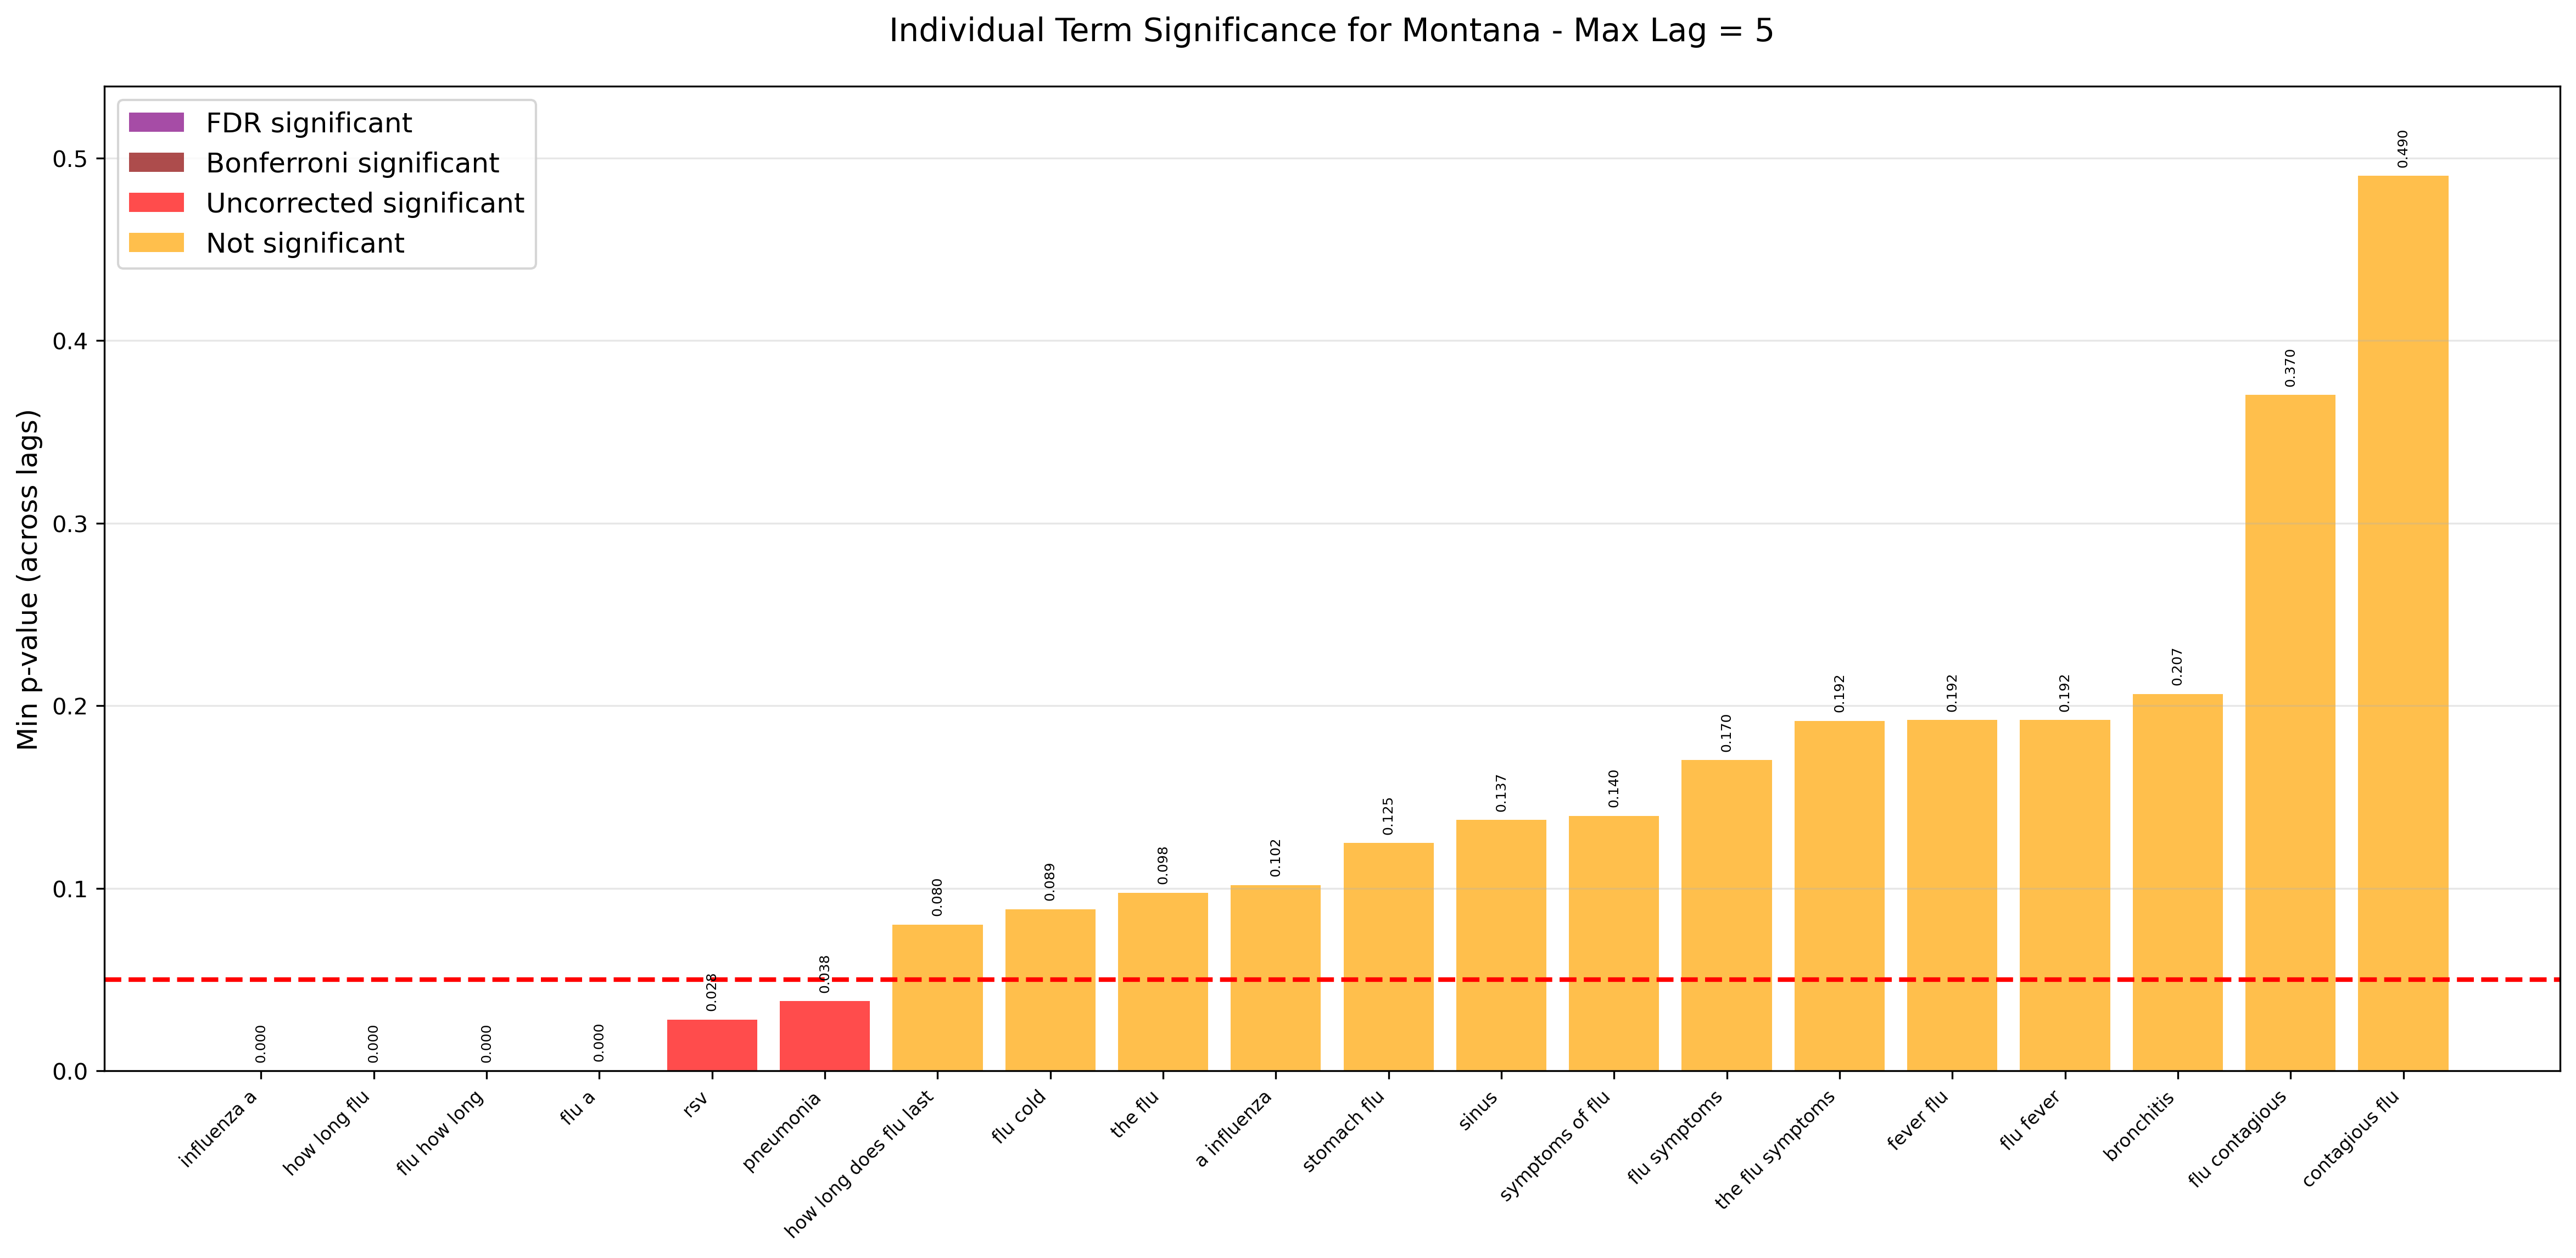 Individual Term Significance for Montana - Max Lag = 5
FDR significant
Bonferroni significant
Uncorrected significant
Not significant
Min p-value (across lags)
0.5
0.4
0.3
0.2
0.1
0.0
0.000
0.000
0.000
0.000
0.028
0.038
0.080
0.089
0.098
0.102
0.125
0.137
0.140
0.170
0.192
0.192
0.192
0.207
0.370
0.490
influenza a
how long flu
flu how long
flu a
rsv
pneumonia
how long does flu last
flu cold
the flu
a influenza
stomach flu
sinus
symptoms of flu
flu symptoms
the flu symptoms
fever flu
flu fever
bronchitis
flu contagious
contagious flu